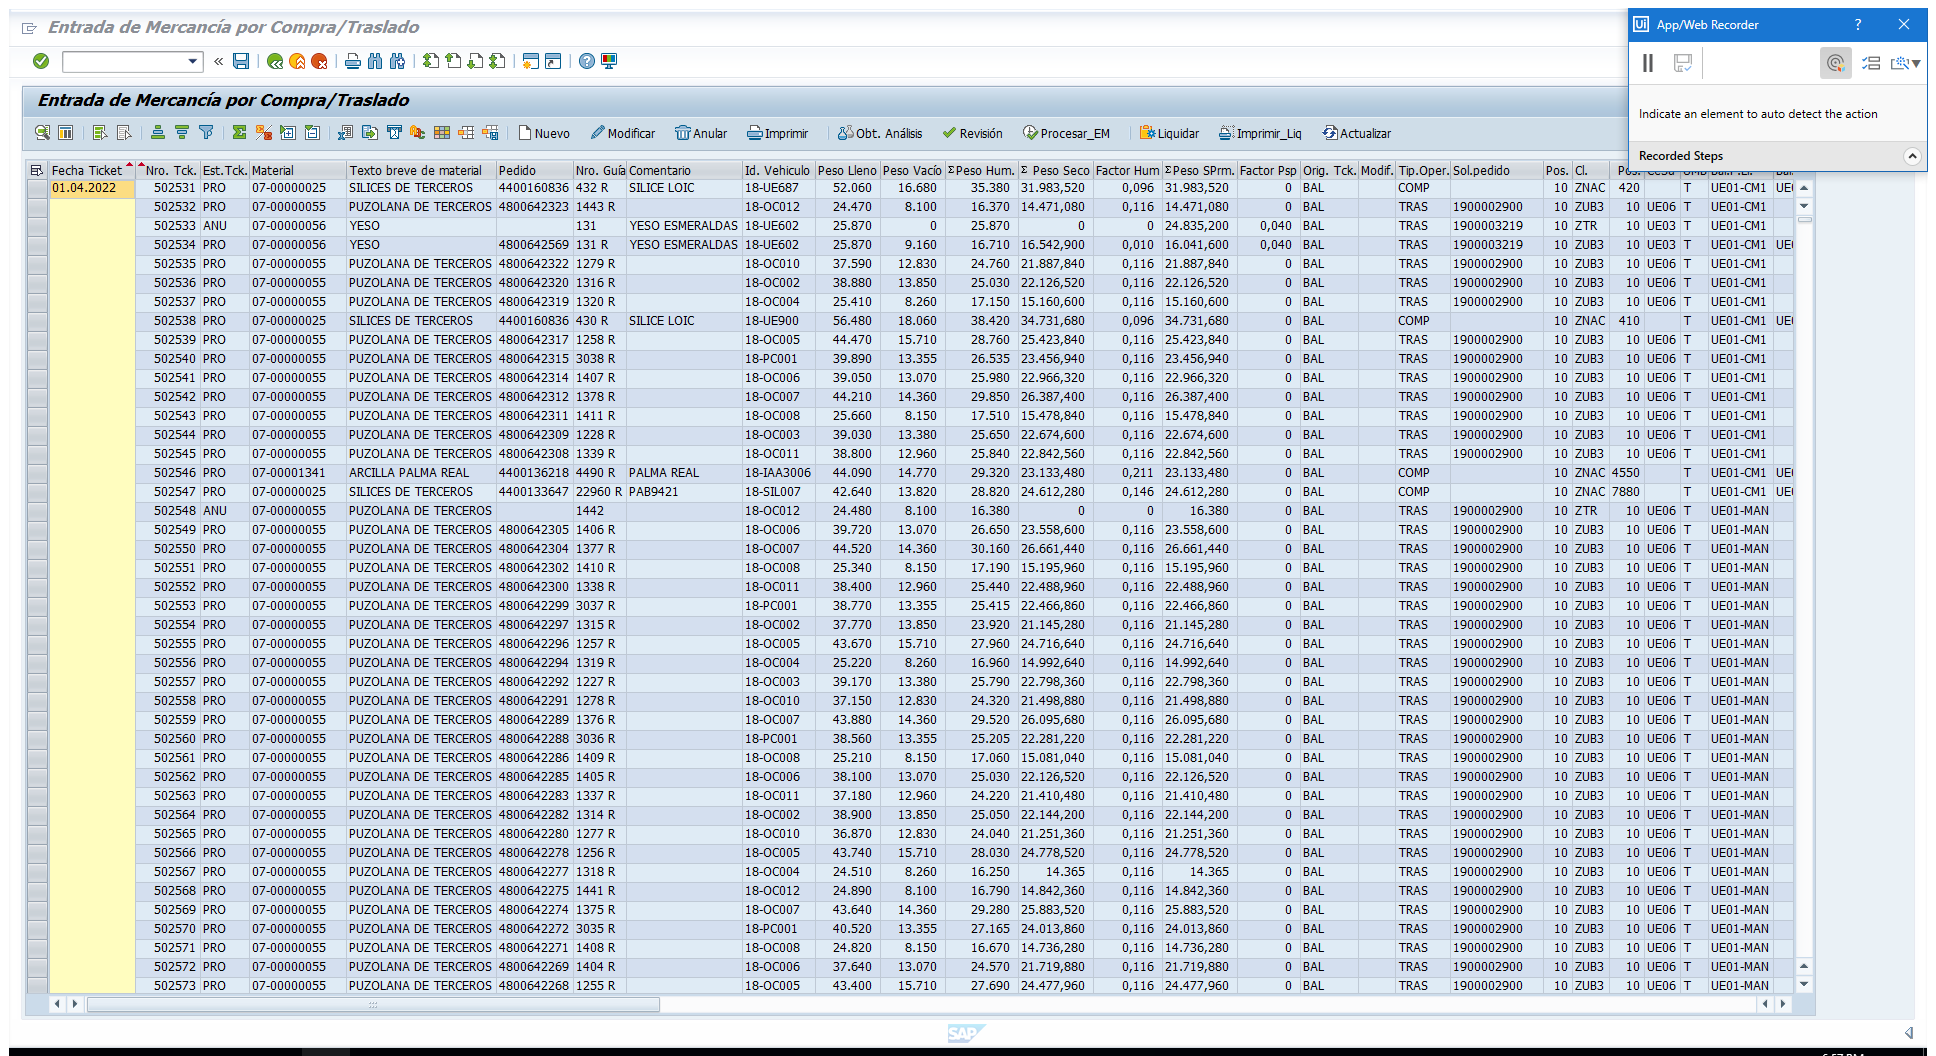 Entrada de Mercancía por Compra/Traslado
App/Web Recorder
Indicate an element to auto detect the action
Recorded Steps
Entrada de Mercancía por Compra/Traslado
Nuevo Modificar Anular Imprimir Obt. Análisis Revisión Procesar_EM Liquidar Imprimir_Liq Actualizar
Fecha Ticket Nro. Tck. Est.Tck. Material Texto breve de material Pedido Nro. Guía Comentario Id. Vehiculo Peso Lleno Peso Vacío ΣPeso Hum. Σ Peso Seco Factor Hum ΣPeso SPrm. Factor Psp Orig. Tck. Modif. Tip.Oper. Sol.pedido Pos. Cl.
01.04.2022 502531 PRO 07-00000025 SILICES DE TERCEROS 4400160836 432 R SILICE LOIC 18-UE687 52.060 16.680 35.380 31.983,520 0,096 31.983,520 0 BAL COMP 10 ZNAC 420 T UE01-CM1
502532 PRO 07-00000055 PUZOLANA DE TERCEROS 4800642323 1443 R 18-OC012 24.470 8.100 16.370 14.471,080 0,116 14.471,080 0 BAL TRAS 1900002900 10 ZUB3 10 UE06 T UE01-CM1
502533 ANU 07-00000056 YESO 131 YESO ESMERALDAS 18-UE602 25.870 0 25.870 0 0 24.835,200 0,040 BAL TRAS 1900003219 10 ZTR 10 UE03 T UE01-CM1
502534 PRO 07-00000056 YESO 4800642569 131 R YESO ESMERALDAS 18-UE602 25.870 9.160 16.710 16.542,900 0,010 16.041,600 0,040 BAL TRAS 1900003219 10 ZUB3 10 UE03 T UE01-CM1
502535 PRO 07-00000055 PUZOLANA DE TERCEROS 4800642322 1279 R 18-OC010 37.590 12.830 24.760 21.887,840 0,116 21.887,840 0 BAL TRAS 1900002900 10 ZUB3 10 UE06 T UE01-CM1
502536 PRO 07-00000055 PUZOLANA DE TERCEROS 4800642320 1316 R 18-OC002 38.880 13.850 25.030 22.126,520 0,116 22.126,520 0 BAL TRAS 1900002900 10 ZUB3 10 UE06 T UE01-CM1
502537 PRO 07-00000055 PUZOLANA DE TERCEROS 4800642319 1320 R 18-OC004 25.410 8.260 17.150 15.160,600 0,116 15.160,600 0 BAL TRAS 1900002900 10 ZUB3 10 UE06 T UE01-CM1
502538 PRO 07-00000025 SILICES DE TERCEROS 4400160836 430 R SILICE LOIC 18-UE900 56.480 18.060 38.420 34.731,680 0,096 34.731,680 0 BAL COMP 10 ZNAC 410 T UE01-CM1
502539 PRO 07-00000055 PUZOLANA DE TERCEROS 4800642317 1258 R 18-OC005 44.470 15.710 28.760 25.423,840 0,116 25.423,840 0 BAL TRAS 1900002900 10 ZUB3 10 UE06 T UE01-CM1
502540 PRO 07-00000055 PUZOLANA DE TERCEROS 4800642315 3038 R 18-PC001 39.890 13.355 26.535 23.456,940 0,116 23.456,940 0 BAL TRAS 1900002900 10 ZUB3 10 UE06 T UE01-CM1
502541 PRO 07-00000055 PUZOLANA DE TERCEROS 4800642314 1407 R 18-OC006 39.050 13.070 25.980 22.966,320 0,116 22.966,320 0 BAL TRAS 1900002900 10 ZUB3 10 UE06 T UE01-CM1
502542 PRO 07-00000055 PUZOLANA DE TERCEROS 4800642312 1378 R 18-OC007 44.210 14.360 29.850 26.387,400 0,116 26.387,400 0 BAL TRAS 1900002900 10 ZUB3 10 UE06 T UE01-CM1
502543 PRO 07-00000055 PUZOLANA DE TERCEROS 4800642311 1411 R 18-OC008 25.660 8.150 17.510 15.478,840 0,116 15.478,840 0 BAL TRAS 1900002900 10 ZUB3 10 UE06 T UE01-CM1
502544 PRO 07-00000055 PUZOLANA DE TERCEROS 4800642309 1228 R 18-OC003 39.030 13.380 25.650 22.674,600 0,116 22.674,600 0 BAL TRAS 1900002900 10 ZUB3 10 UE06 T UE01-CM1
502545 PRO 07-00000055 PUZOLANA DE TERCEROS 4800642308 1339 R 18-OC011 38.800 12.960 25.840 22.842,560 0,116 22.842,560 0 BAL TRAS 1900002900 10 ZUB3 10 UE06 T UE01-CM1
502546 PRO 07-00001341 ARCILLA PALMA REAL 4400136218 4490 R PALMA REAL 18-IAA3006 44.090 14.770 29.320 23.133,480 0,211 23.133,480 0 BAL COMP 10 ZNAC 4550 T UE01-CM1
502547 PRO 07-00000025 SILICES DE TERCEROS 4400133647 22960 R PAB9421 18-SIL007 42.640 13.820 28.820 24.612,280 0,146 24.612,280 0 BAL COMP 10 ZNAC 7880 T UE01-CM1
502548 ANU 07-00000055 PUZOLANA DE TERCEROS 1442 18-OC012 24.480 8.100 16.380 0 0 16.380 0 BAL TRAS 1900002900 10 ZTR 10 UE06 T UE01-MAN
502549 PRO 07-00000055 PUZOLANA DE TERCEROS 4800642305 1406 R 18-OC006 39.720 13.070 26.650 23.558,600 0,116 23.558,600 0 BAL TRAS 1900002900 10 ZUB3 10 UE06 T UE01-MAN
502550 PRO 07-00000055 PUZOLANA DE TERCEROS 4800642304 1377 R 18-OC007 44.520 14.360 30.160 26.661,440 0,116 26.661,440 0 BAL TRAS 1900002900 10 ZUB3 10 UE06 T UE01-MAN
502551 PRO 07-00000055 PUZOLANA DE TERCEROS 4800642302 1410 R 18-OC008 25.340 8.150 17.190 15.195,960 0,116 15.195,960 0 BAL TRAS 1900002900 10 ZUB3 10 UE06 T UE01-MAN
502552 PRO 07-00000055 PUZOLANA DE TERCEROS 4800642300 1338 R 18-OC011 38.400 12.960 25.440 22.488,960 0,116 22.488,960 0 BAL TRAS 1900002900 10 ZUB3 10 UE06 T UE01-MAN
502553 PRO 07-00000055 PUZOLANA DE TERCEROS 4800642299 3037 R 18-PC001 38.770 13.355 25.415 22.466,860 0,116 22.466,860 0 BAL TRAS 1900002900 10 ZUB3 10 UE06 T UE01-MAN
502554 PRO 07-00000055 PUZOLANA DE TERCEROS 4800642297 1315 R 18-OC002 37.770 13.850 23.920 21.145,280 0,116 21.145,280 0 BAL TRAS 1900002900 10 ZUB3 10 UE06 T UE01-MAN
502555 PRO 07-00000055 PUZOLANA DE TERCEROS 4800642296 1257 R 18-OC005 43.670 15.710 27.960 24.716,640 0,116 24.716,640 0 BAL TRAS 1900002900 10 ZUB3 10 UE06 T UE01-MAN
502556 PRO 07-00000055 PUZOLANA DE TERCEROS 4800642294 1319 R 18-OC004 25.220 8.260 16.960 14.992,640 0,116 14.992,640 0 BAL TRAS 1900002900 10 ZUB3 10 UE06 T UE01-MAN
502557 PRO 07-00000055 PUZOLANA DE TERCEROS 4800642292 1227 R 18-OC003 39.170 13.380 25.790 22.798,360 0,116 22.798,360 0 BAL TRAS 1900002900 10 ZUB3 10 UE06 T UE01-MAN
502558 PRO 07-00000055 PUZOLANA DE TERCEROS 4800642291 1278 R 18-OC010 37.150 12.830 24.320 21.498,880 0,116 21.498,880 0 BAL TRAS 1900002900 10 ZUB3 10 UE06 T UE01-MAN
502559 PRO 07-00000055 PUZOLANA DE TERCEROS 4800642289 1376 R 18-OC007 43.880 14.360 29.520 26.095,680 0,116 26.095,680 0 BAL TRAS 1900002900 10 ZUB3 10 UE06 T UE01-MAN
502560 PRO 07-00000055 PUZOLANA DE TERCEROS 4800642288 3036 R 18-PC001 38.560 13.355 25.205 22.281,220 0,116 22.281,220 0 BAL TRAS 1900002900 10 ZUB3 10 UE06 T UE01-MAN
502561 PRO 07-00000055 PUZOLANA DE TERCEROS 4800642286 1409 R 18-OC008 25.210 8.150 17.060 15.081,040 0,116 15.081,040 0 BAL TRAS 1900002900 10 ZUB3 10 UE06 T UE01-MAN
502562 PRO 07-00000055 PUZOLANA DE TERCEROS 4800642285 1405 R 18-OC006 38.100 13.070 25.030 22.126,520 0,116 22.126,520 0 BAL TRAS 1900002900 10 ZUB3 10 UE06 T UE01-MAN
502563 PRO 07-00000055 PUZOLANA DE TERCEROS 4800642283 1337 R 18-OC011 37.180 12.960 24.220 21.410,480 0,116 21.410,480 0 BAL TRAS 1900002900 10 ZUB3 10 UE06 T UE01-MAN
502564 PRO 07-00000055 PUZOLANA DE TERCEROS 4800642282 1314 R 18-OC002 38.900 13.850 25.050 22.144,200 0,116 22.144,200 0 BAL TRAS 1900002900 10 ZUB3 10 UE06 T UE01-MAN
502565 PRO 07-00000055 PUZOLANA DE TERCEROS 4800642280 1277 R 18-OC010 36.870 12.830 24.040 21.251,360 0,116 21.251,360 0 BAL TRAS 1900002900 10 ZUB3 10 UE06 T UE01-MAN
502566 PRO 07-00000055 PUZOLANA DE TERCEROS 4800642278 1256 R 18-OC005 43.740 15.710 28.030 24.778,520 0,116 24.778,520 0 BAL TRAS 1900002900 10 ZUB3 10 UE06 T UE01-MAN
502567 PRO 07-00000055 PUZOLANA DE TERCEROS 4800642277 1318 R 18-OC004 24.510 8.260 16.250 14.365 0,116 14.365 0 BAL TRAS 1900002900 10 ZUB3 10 UE06 T UE01-MAN
502568 PRO 07-00000055 PUZOLANA DE TERCEROS 4800642275 1441 R 18-OC012 24.890 8.100 16.790 14.842,360 0,116 14.842,360 0 BAL TRAS 1900002900 10 ZUB3 10 UE06 T UE01-MAN
502569 PRO 07-00000055 PUZOLANA DE TERCEROS 4800642274 1375 R 18-OC007 43.640 14.360 29.280 25.883,520 0,116 25.883,520 0 BAL TRAS 1900002900 10 ZUB3 10 UE06 T UE01-MAN
502570 PRO 07-00000055 PUZOLANA DE TERCEROS 4800642272 3035 R 18-PC001 40.520 13.355 27.165 24.013,860 0,116 24.013,860 0 BAL TRAS 1900002900 10 ZUB3 10 UE06 T UE01-MAN
502571 PRO 07-00000055 PUZOLANA DE TERCEROS 4800642271 1408 R 18-OC008 24.820 8.150 16.670 14.736,280 0,116 14.736,280 0 BAL TRAS 1900002900 10 ZUB3 10 UE06 T UE01-MAN
502572 PRO 07-00000055 PUZOLANA DE TERCEROS 4800642269 1404 R 18-OC006 37.640 13.070 24.570 21.719,880 0,116 21.719,880 0 BAL TRAS 1900002900 10 ZUB3 10 UE06 T UE01-MAN
502573 PRO 07-00000055 PUZOLANA DE TERCEROS 4800642268 1255 R 18-OC005 43.400 15.710 27.690 24.477,960 0,116 24.477,960 0 BAL TRAS 1900002900 10 ZUB3 10 UE06 T UE01-MAN
SAP